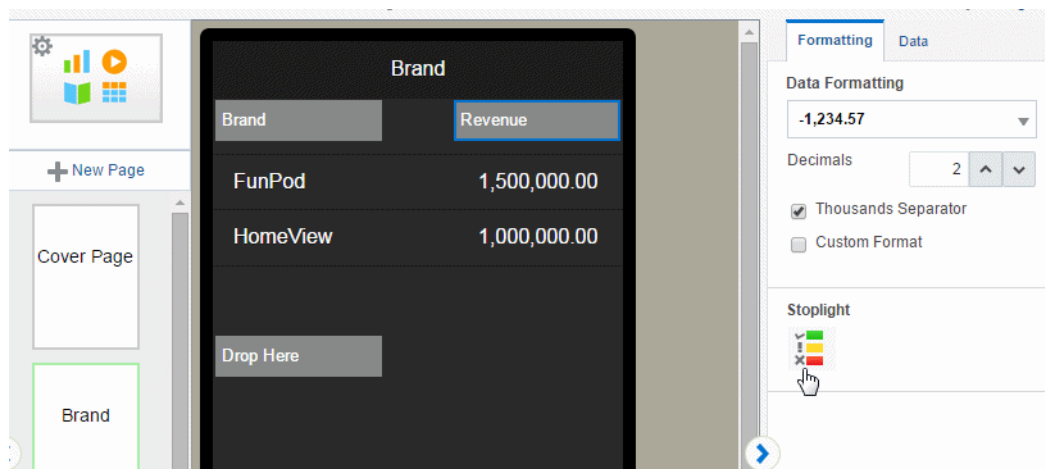 New Page
Cover Page
Brand
Brand
Brand
Revenue
FunPod
1,500,000.00
HomeView
1,000,000.00
Drop Here
Formatting
Data
Data Formatting
-1,234.57
Decimals
2
Thousands Separator
Custom Format
Stoplight